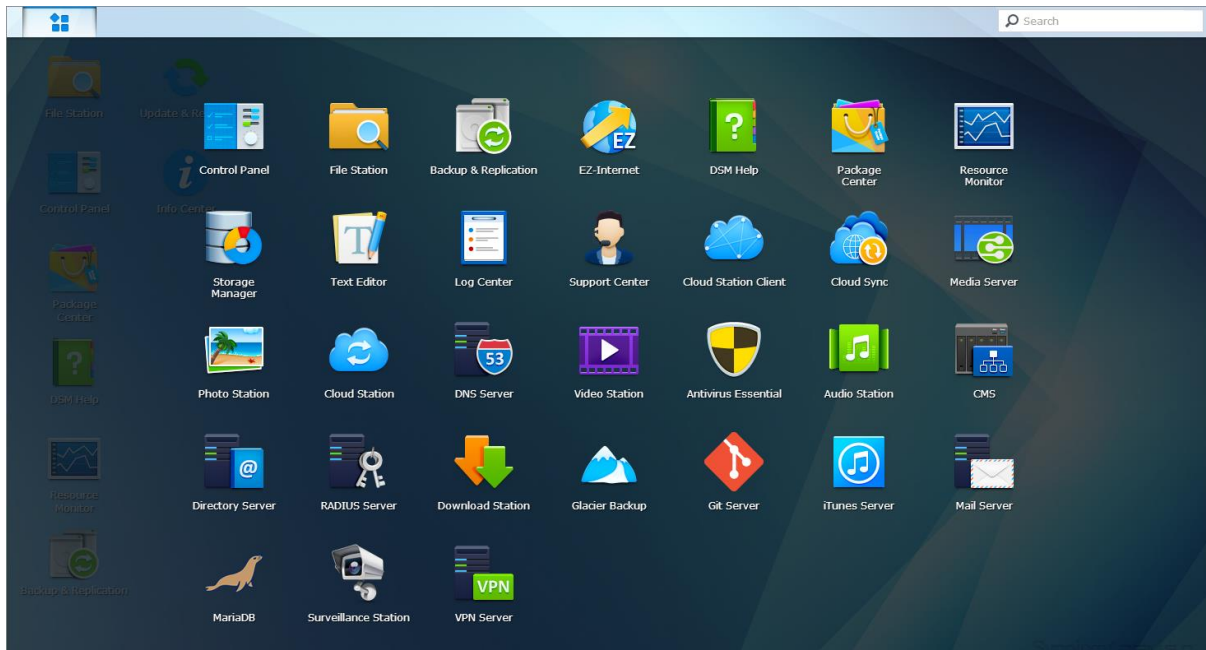 Search
File Station
Update & Re
Control Panel
Info Center
Package
Center
DSM Help
Resource
Monitor
Backup & Replication
Control Panel
File Station
Backup & Replication
EZ
EZ-Internet
?
DSM Help
Package
Center
Resource
Monitor
Storage
Manager
T
Text Editor
Log Center
Support Center
Cloud Station Client
Cloud Sync
Media Server
Photo Station
Cloud Station
53
DNS Server
Video Station
Antivirus Essential
Audio Station
CMS
@
Directory Server
RADIUS Server
Download Station
Glacier Backup
Git Server
iTunes Server
Mail Server
MariaDB
Surveillance Station
VPN
VPN Server